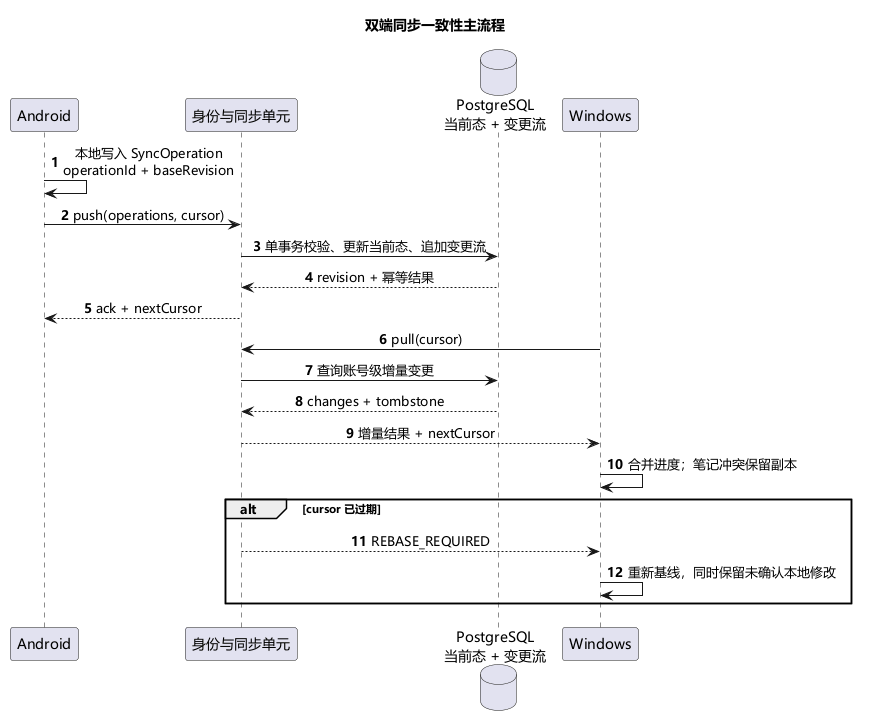 双端同步一致性主流程
Android
身份与同步单元
PostgreSQL
当前态 + 变更流
Windows
1 本地写入 SyncOperation
operationId + baseRevision
2 push(operations, cursor)
3 单事务校验、更新当前态、追加变更流
4 revision + 幂等结果
5 ack + nextCursor
6 pull(cursor)
7 查询账号级增量变更
8 changes + tombstone
9 增量结果 + nextCursor
10 合并进度；笔记冲突保留副本
alt [cursor 已过期]
11 REBASE_REQUIRED
12 重新基线，同时保留未确认本地修改
Android
身份与同步单元
PostgreSQL
当前态 + 变更流
Windows